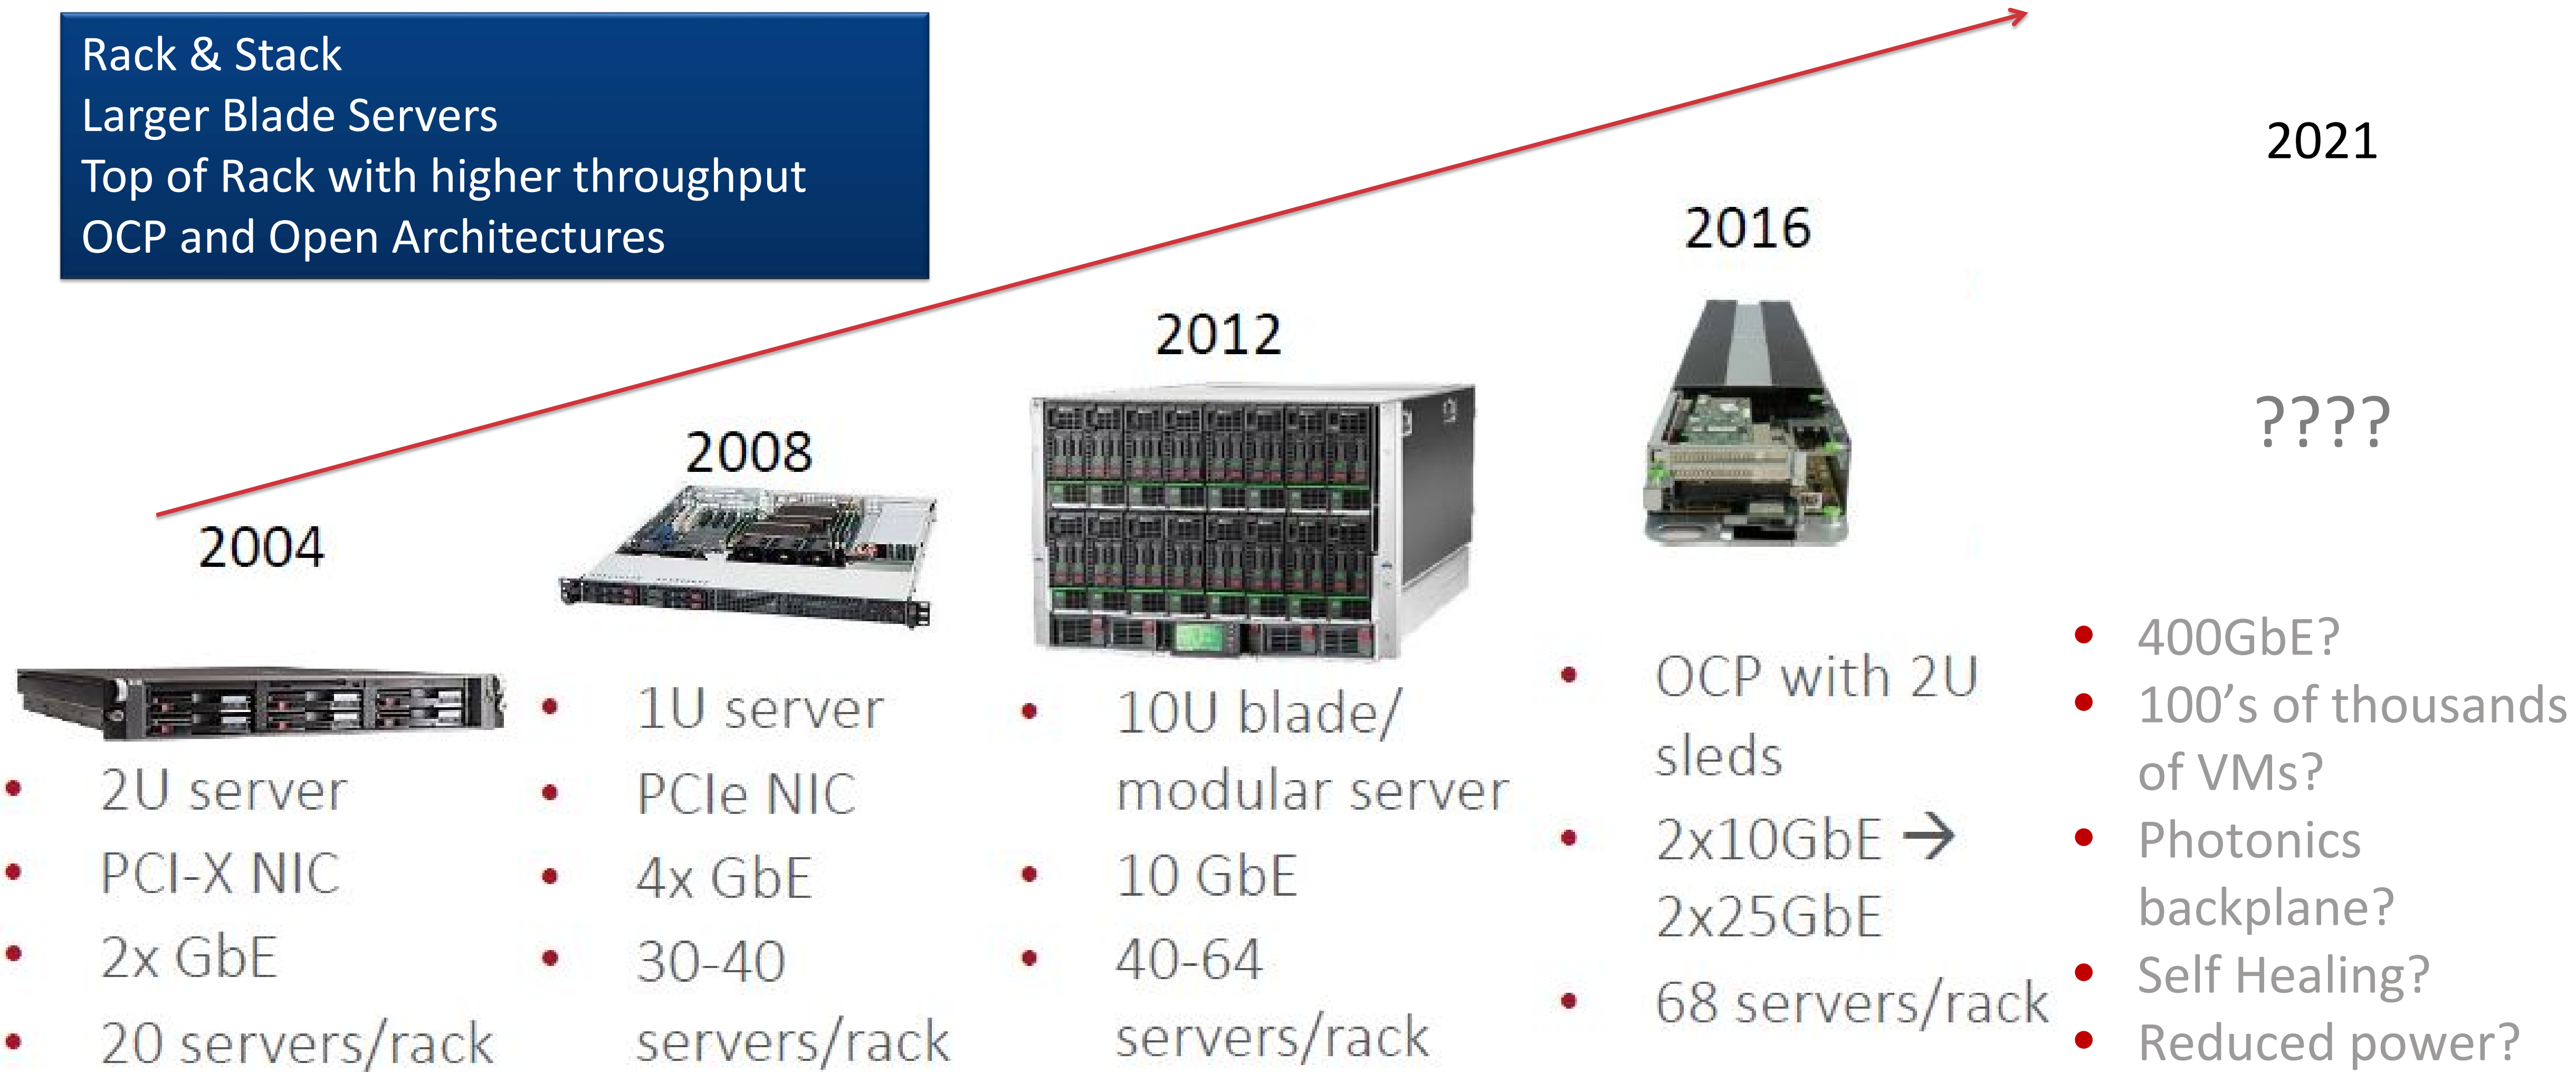 Rack & Stack
Larger Blade Servers
Top of Rack with higher throughput
OCP and Open Architectures
2004
• 2U server
• PCI-X NIC
• 2x GbE
• 20 servers/rack
2008
• 1U server
• PCIe NIC
• 4x GbE
• 30-40
servers/rack
2012
• 10U blade/
modular server
• 10 GbE
• 40-64
servers/rack
2016
• OCP with 2U
sleds
• 2x10GbE →
2x25GbE
• 68 servers/rack
2021
????
• 400GbE?
• 100’s of thousands
of VMs?
• Photonics
backplane?
• Self Healing?
• Reduced power?